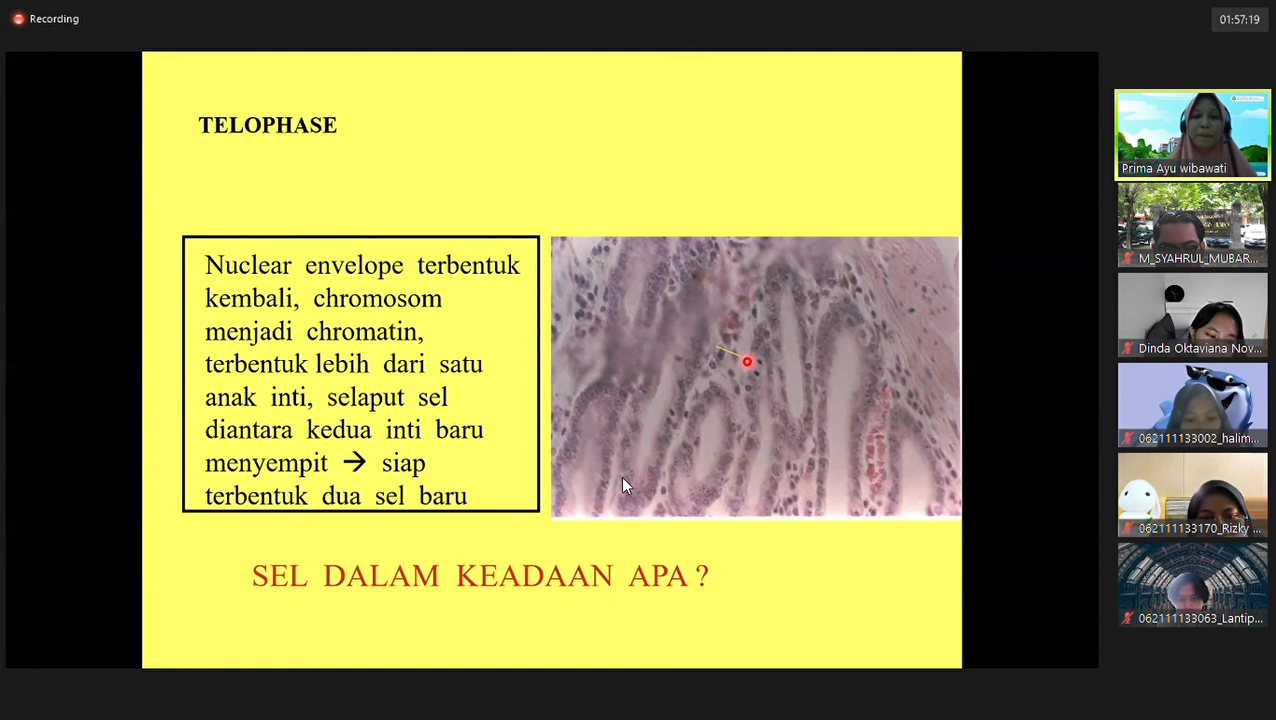 Recording
01:57:19
TELOPHASE
Nuclear envelope terbentuk
kembali, chromosom
menjadi chromatin,
terbentuk lebih dari satu
anak inti, selaput sel
diantara kedua inti baru
menyempit → siap
terbentuk dua sel baru
SEL DALAM KEADAAN APA ?
Prima Ayu wibawati
M_SYAHRUL_MUBAR...
Dinda Oktaviana Nov...
062111133002_halim...
062111133170_Rizky ...
062111133063_Lantip...